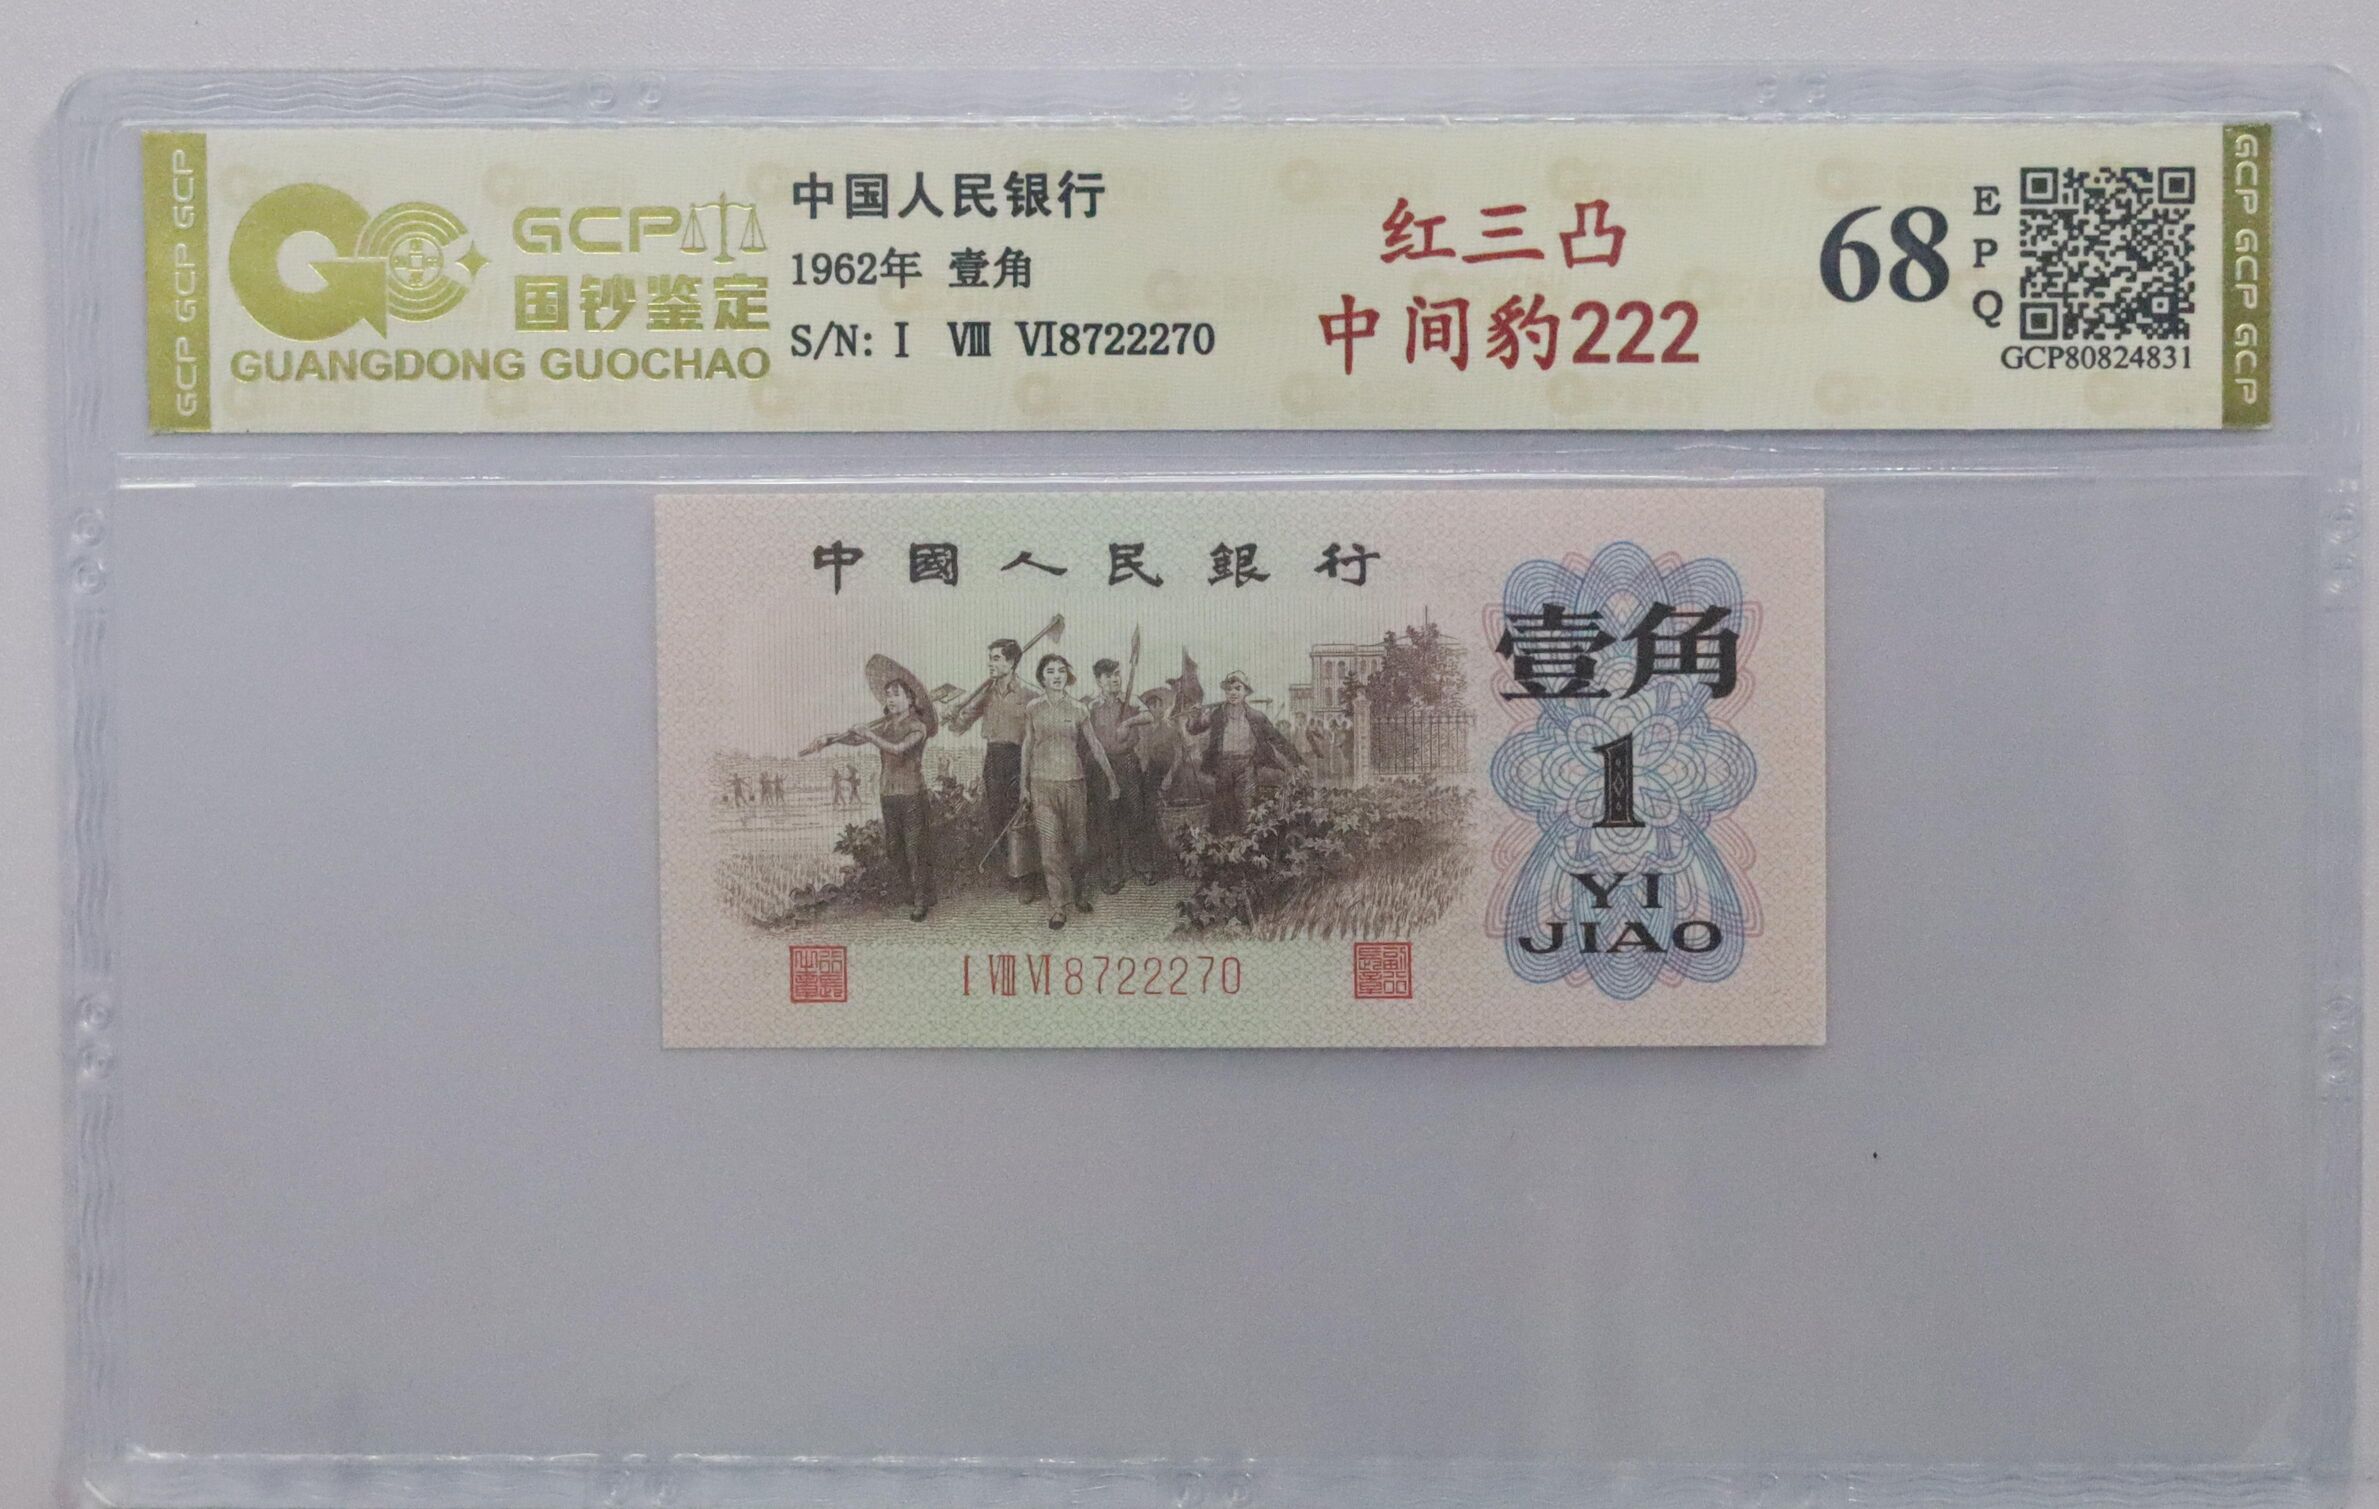 GCP GCP GCP
GCP
国钞鉴定
GUANGDONG GUOCHAO
中国人民银行
1962年 壹角
S/N: I Ⅷ Ⅵ8722270
红三凸
中间豹222
68
E
P
Q
GCP80824831
GCP GCP GCP
中國人民銀行
壹角
1
YI
JIAO
I Ⅷ Ⅵ 8722270